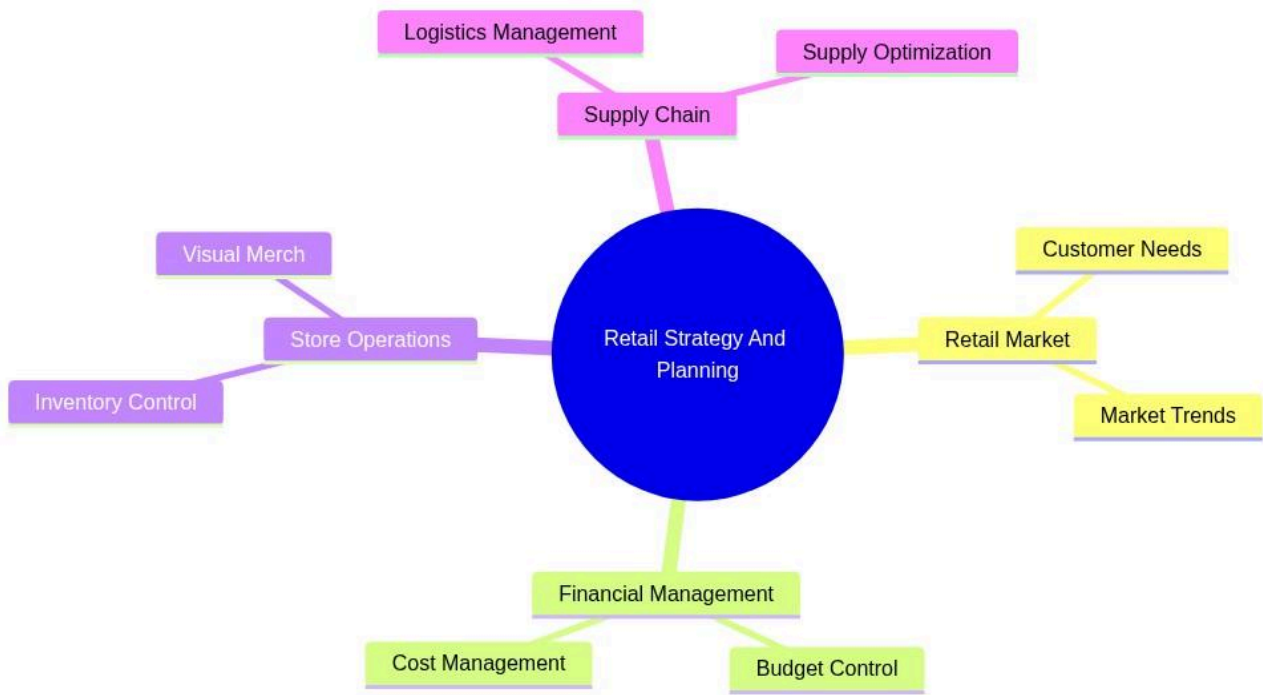 Logistics Management
Supply Optimization
Supply Chain
Visual Merch
Store Operations
Inventory Control
Retail Strategy And
Planning
Customer Needs
Retail Market
Market Trends
Financial Management
Cost Management
Budget Control